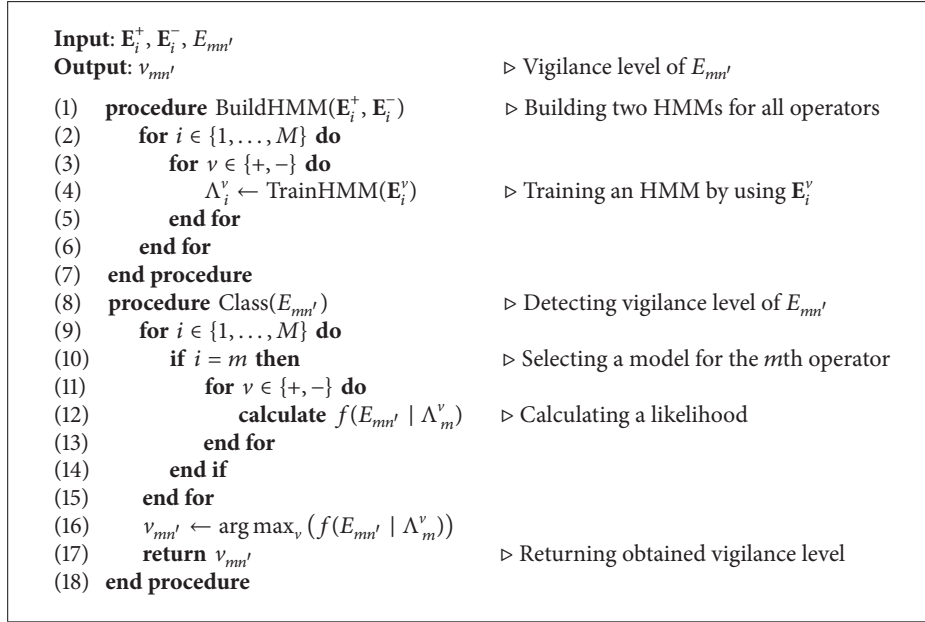 Input: E_i^+, E_i^-, E_{mn′}
Output: ν_{mn′} ▷ Vigilance level of E_{mn′}
(1) procedure BuildHMM(E_i^+, E_i^-) ▷ Building two HMMs for all operators
(2) for i ∈ {1, . . . , M} do
(3) for ν ∈ {+, −} do
(4) Λ_i^ν ← TrainHMM(E_i^ν) ▷ Training an HMM by using E_i^ν
(5) end for
(6) end for
(7) end procedure
(8) procedure Class(E_{mn′}) ▷ Detecting vigilance level of E_{mn′}
(9) for i ∈ {1, . . . , M} do
(10) if i = m then ▷ Selecting a model for the mth operator
(11) for ν ∈ {+, −} do
(12) calculate f(E_{mn′} | Λ_m^ν) ▷ Calculating a likelihood
(13) end for
(14) end if
(15) end for
(16) ν_{mn′} ← arg max_ν (f(E_{mn′} | Λ_m^ν))
(17) return ν_{mn′} ▷ Returning obtained vigilance level
(18) end procedure